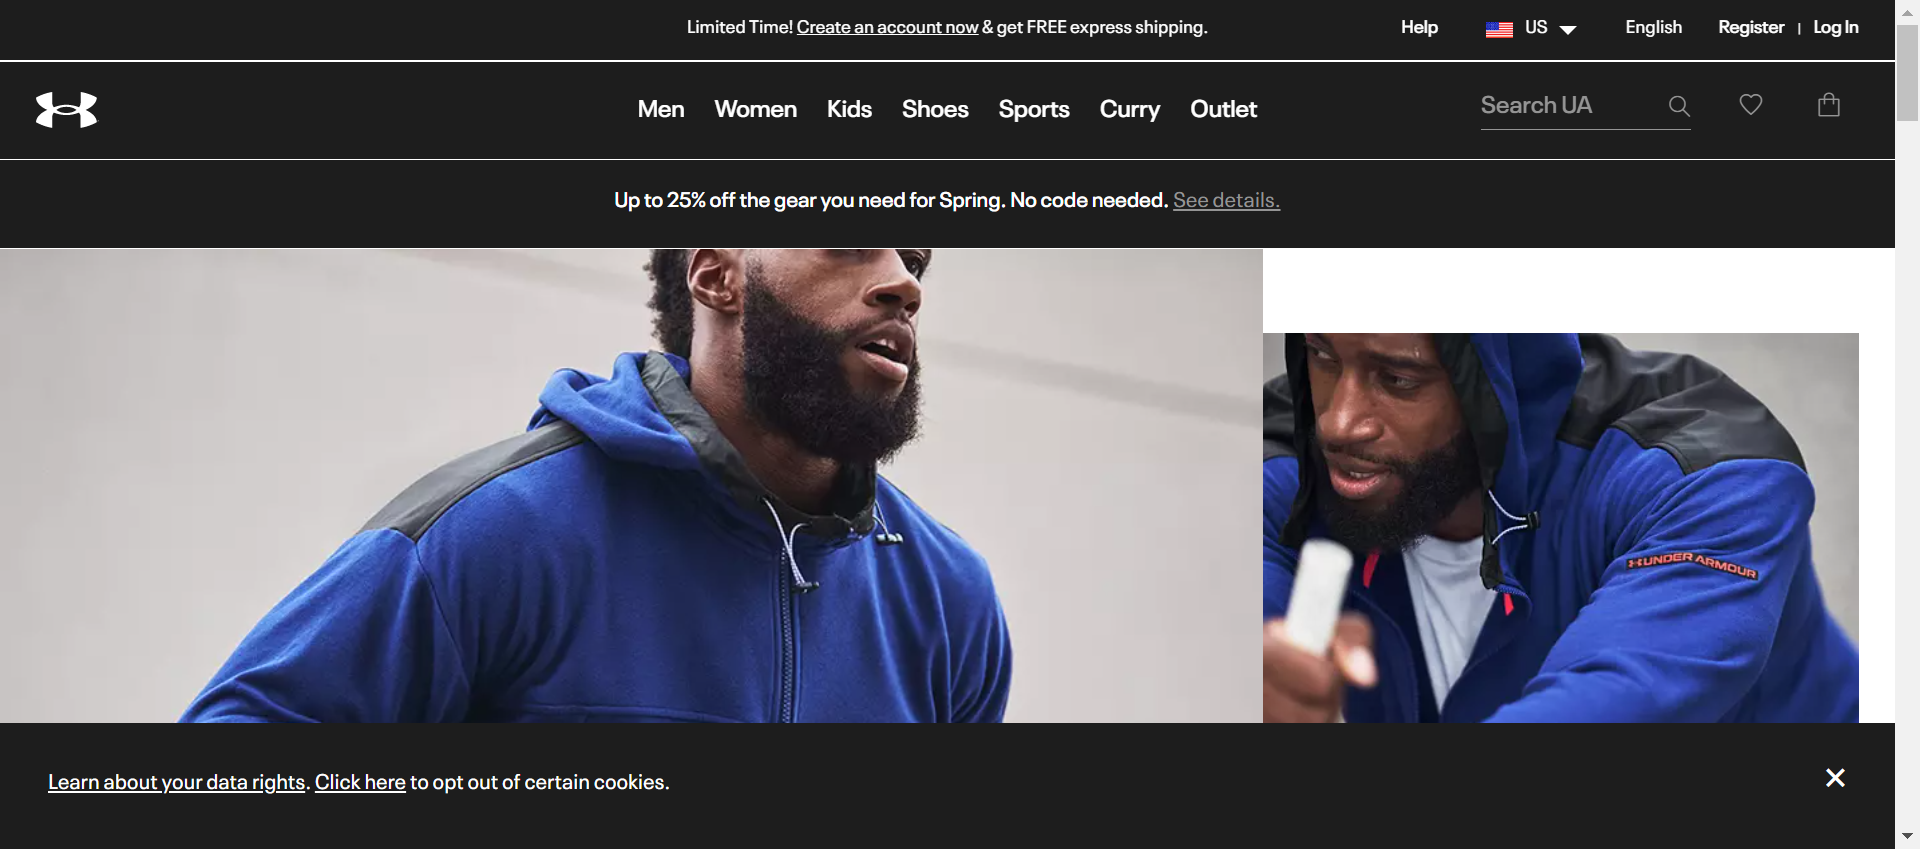 Limited Time! Create an account now & get FREE express shipping.
Help
US
English
Register | Log In
Men Women Kids Shoes Sports Curry Outlet
Search UA
Up to 25% off the gear you need for Spring. No code needed. See details.
UNDER ARMOUR
Learn about your data rights. Click here to opt out of certain cookies.